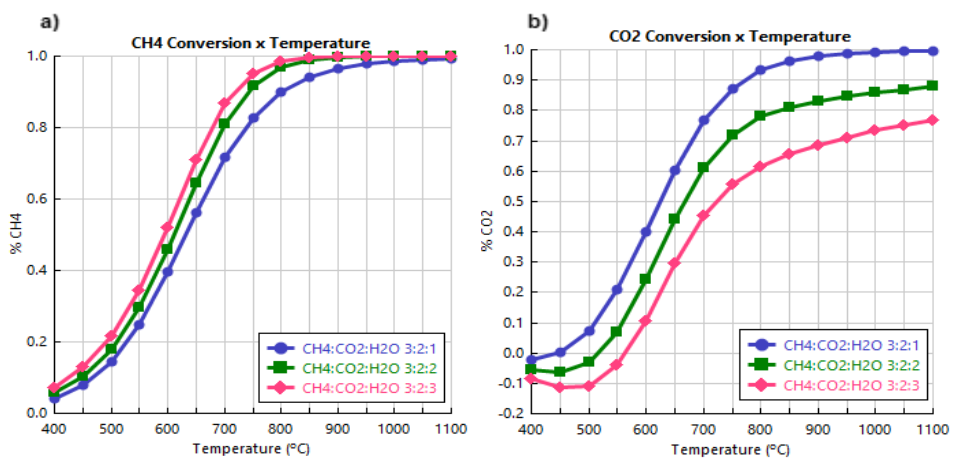 a)
CH4 Conversion x Temperature
1.0
0.8
0.6
0.4
0.2
0.0
% CH4
400 500 600 700 800 900 1000 1100
Temperature (°C)
CH4:CO2:H2O 3:2:1
CH4:CO2:H2O 3:2:2
CH4:CO2:H2O 3:2:3
b)
CO2 Conversion x Temperature
1.0
0.9
0.8
0.7
0.6
0.5
0.4
0.3
0.2
0.1
0.0
-0.1
-0.2
% CO2
400 500 600 700 800 900 1000 1100
Temperature (°C)
CH4:CO2:H2O 3:2:1
CH4:CO2:H2O 3:2:2
CH4:CO2:H2O 3:2:3